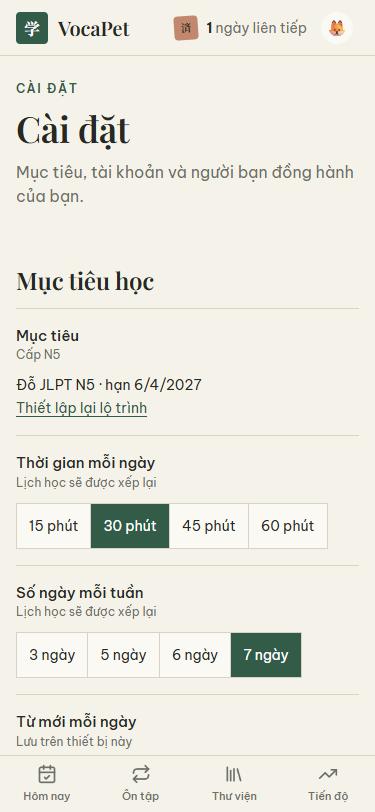 学 VocaPet 済 1 ngày liên tiếp
CÀI ĐẶT
Cài đặt
Mục tiêu, tài khoản và người bạn đồng hành
của bạn.
Mục tiêu học
Mục tiêu
Cấp N5
Đỗ JLPT N5 · hạn 6/4/2027
Thiết lập lại lộ trình
Thời gian mỗi ngày
Lịch học sẽ được xếp lại
15 phút 30 phút 45 phút 60 phút
Số ngày mỗi tuần
Lịch học sẽ được xếp lại
3 ngày 5 ngày 6 ngày 7 ngày
Từ mới mỗi ngày
Lưu trên thiết bị này
Hôm nay Ôn tập Thư viện Tiến độ